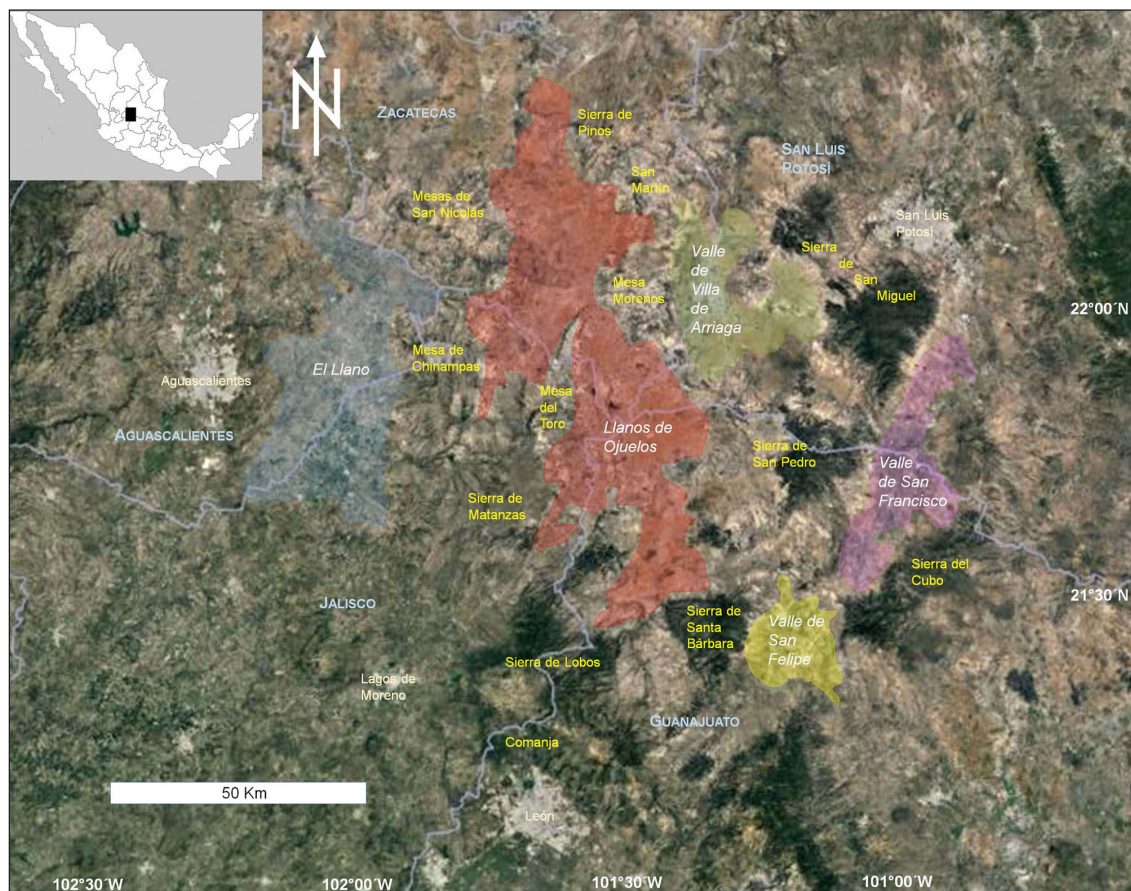 N
ZACATECAS
Sierra de
Pinos
SAN LUIS
POTOSÍ
San
Martín
Mesas de
San Nicolás
San Luis
Potosí
Valle
de
Villa
de
Arriaga
Sierra
de
San
Miguel
Mesa
Morenos
22°00´N
El Llano
Mesa de
Chinampas
Aguascalientes
Mesa
del
Toro
Llanos de
Ojuelos
AGUASCALIENTES
Sierra de
San Pedro
Valle
de San
Francisco
Sierra de
Matanzas
Sierra del
Cubo
21°30´N
JALISCO
Sierra de
Santa
Bárbara
Valle de
San
Felipe
Sierra de Lobos
Lagos de
Moreno
GUANAJUATO
Comanja
50 Km
León
102°30´W
102°00´W
101°30´W
101°00´W